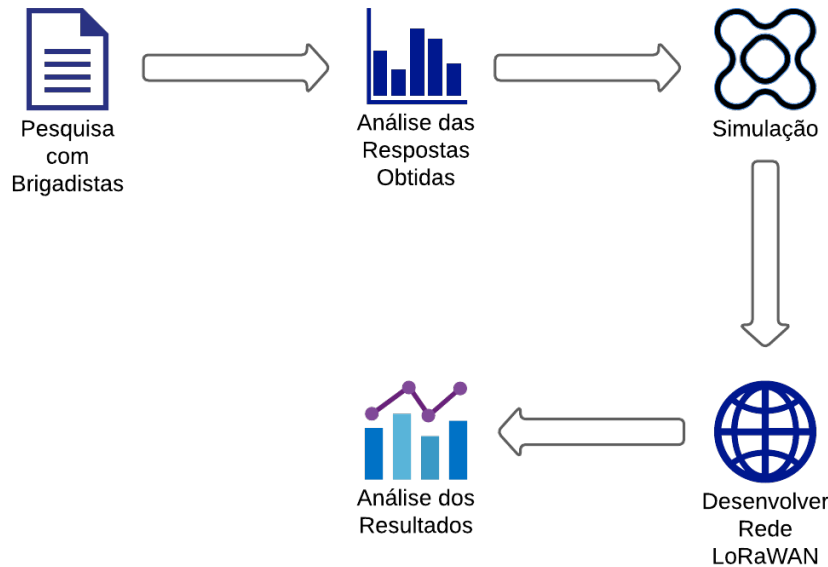 Pesquisa
com
Brigadistas
Análise das
Respostas
Obtidas
Simulação
Análise dos
Resultados
Desenvolver
Rede
LoRaWAN